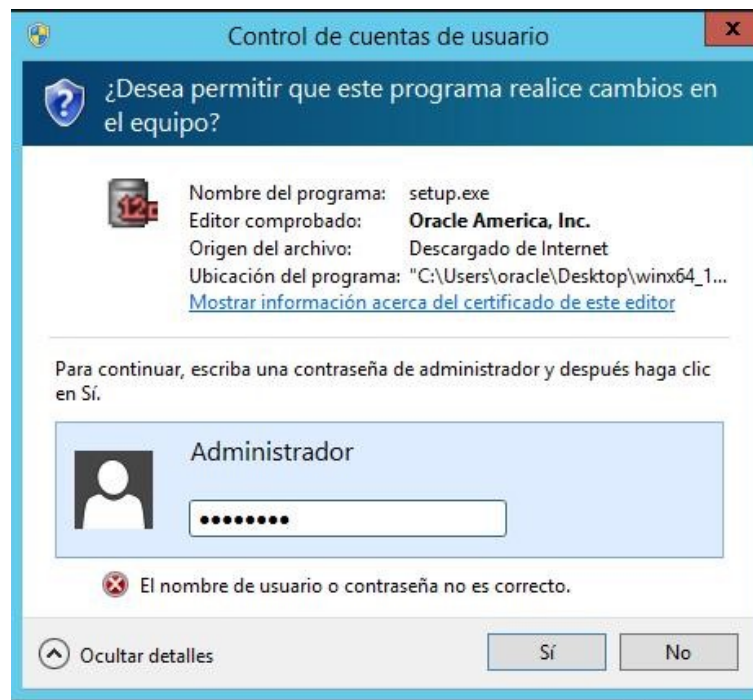 Control de cuentas de usuario
x
¿Desea permitir que este programa realice cambios en
el equipo?
12c
Nombre del programa: setup.exe
Editor comprobado: Oracle America, Inc.
Origen del archivo: Descargado de Internet
Ubicación del programa: "C:\Users\oracle\Desktop\winx64_1...
Mostrar información acerca del certificado de este editor
Para continuar, escriba una contraseña de administrador y después haga clic
en Sí.
Administrador
••••••••
El nombre de usuario o contraseña no es correcto.
Ocultar detalles
Sí
No